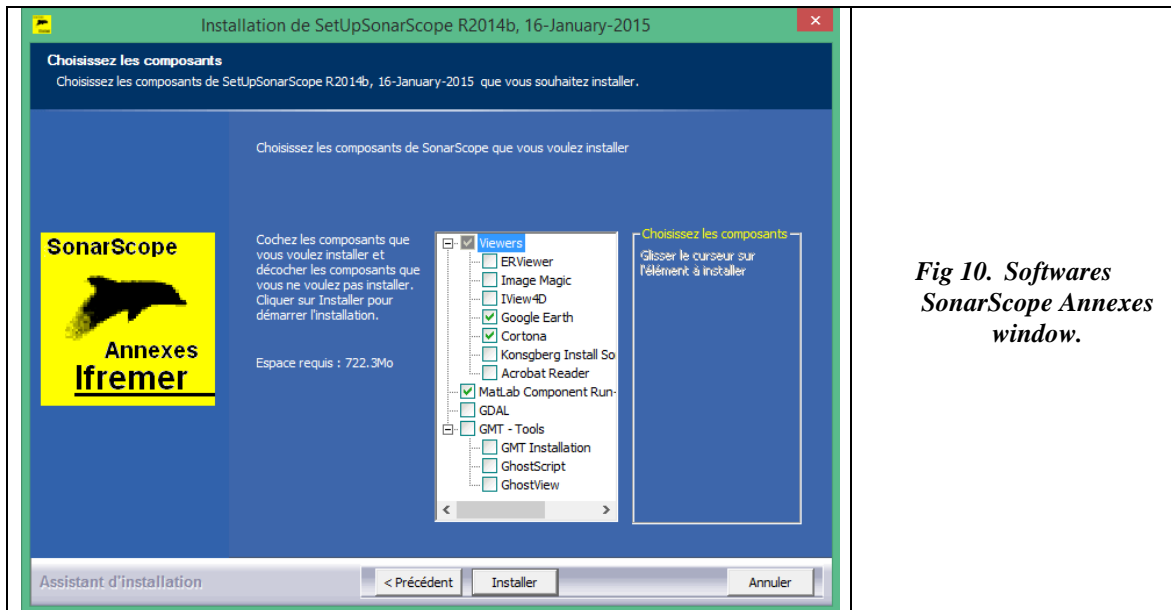 Installation de SetUpSonarScope R2014b, 16-January-2015
Choisissez les composants
Choisissez les composants de SetUpSonarScope R2014b, 16-January-2015 que vous souhaitez installer.
Choisissez les composants de SonarScope que vous voulez installer
SonarScope
Annexes
Ifremer
Cochez les composants que
vous voulez installer et
décocher les composants que
vous ne voulez pas installer.
Cliquer sur Installer pour
démarrer l'installation.
Espace requis : 722.3Mo
Viewers
ERViewer
Image Magic
IView4D
Google Earth
Cortona
Konsgberg Install So
Acrobat Reader
MatLab Component Run-
GDAL
GMT - Tools
GMT Installation
GhostScript
GhostView
Choisissez les composants
Glisser le curseur sur
l'élément à installer
Assistant d'installation
< Précédent
Installer
Annuler
Fig 10. Softwares
SonarScope Annexes
window.